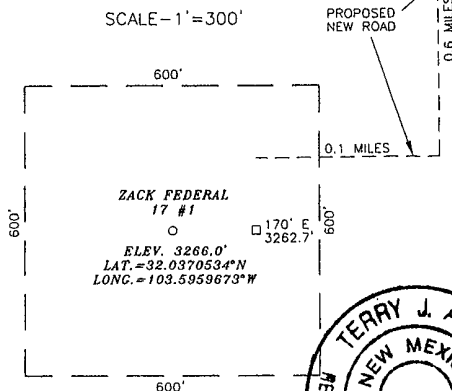 SCALE-1'=300'
PROPOSED
NEW ROAD
0.6 MILES
600'
0.1 MILES
600'
ZACK FEDERAL
17 #1
ELEV. 3266.0'
LAT.=32.0370534°N
LONG.=103.5959673°W
170' E
3262.7'
600'
600'
TERRY J.
NEW